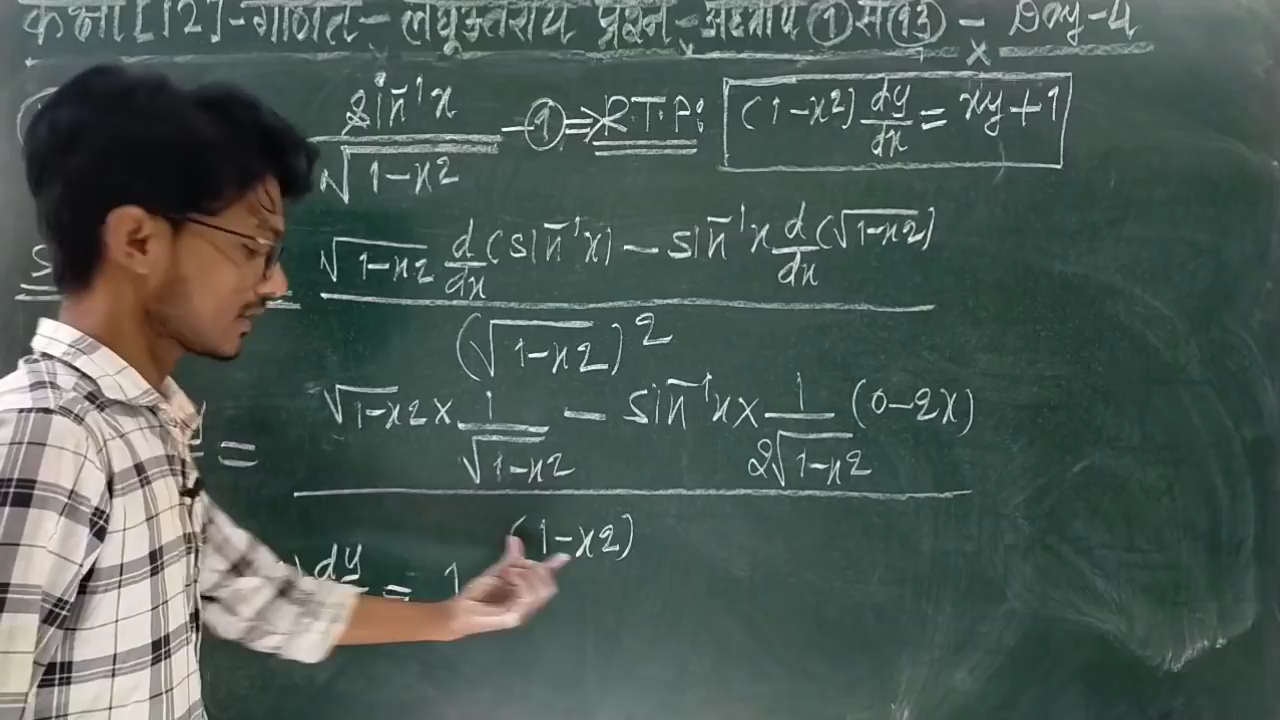 कक्षा [12]-गणित-लघुउत्तरीय प्रश्न-अध्याय ① से ⑬ - Day-4
sin⁻¹x / √1-x2 - ① => R.T.P: (1-x2) dy/dx = xy+1
√1-x2 d/dx (sin⁻¹x) - sin⁻¹x d/dx (√1-x2)
(√1-x2)2
= √1-x2 x 1/√1-x2 - sin⁻¹x x 1/2√1-x2 (0-2x)
(1-x2)
dy = 1